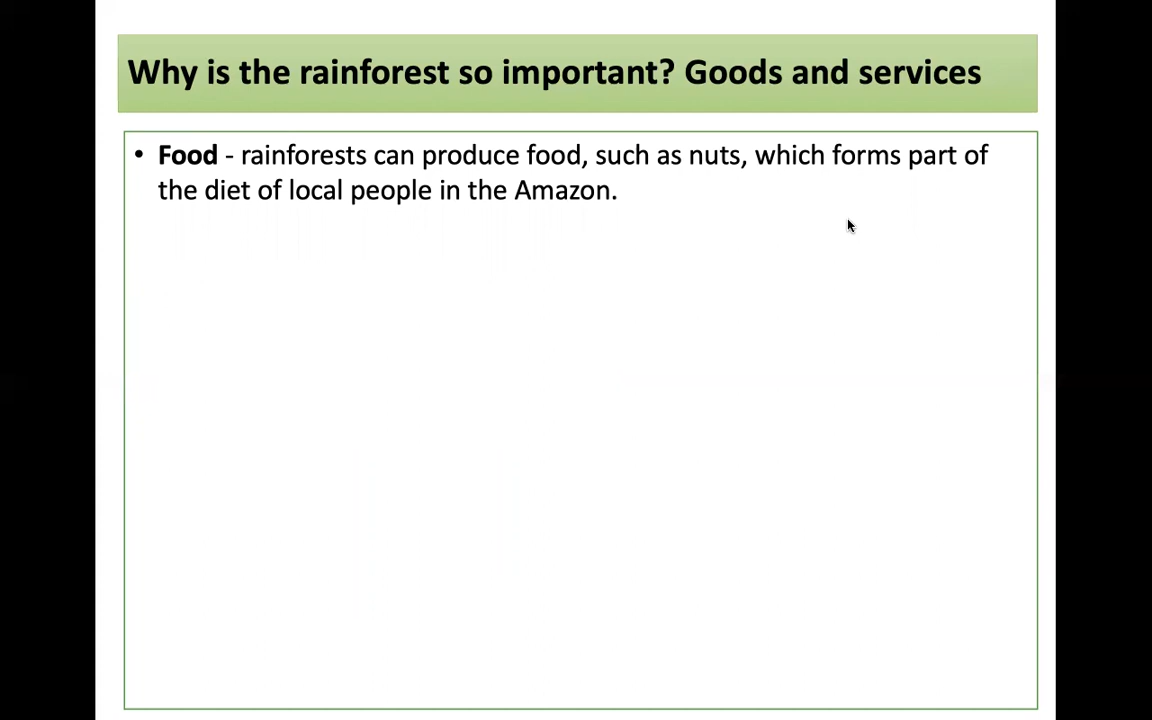 Why is the rainforest so important? Goods and services
• Food - rainforests can produce food, such as nuts, which forms part of
the diet of local people in the Amazon.